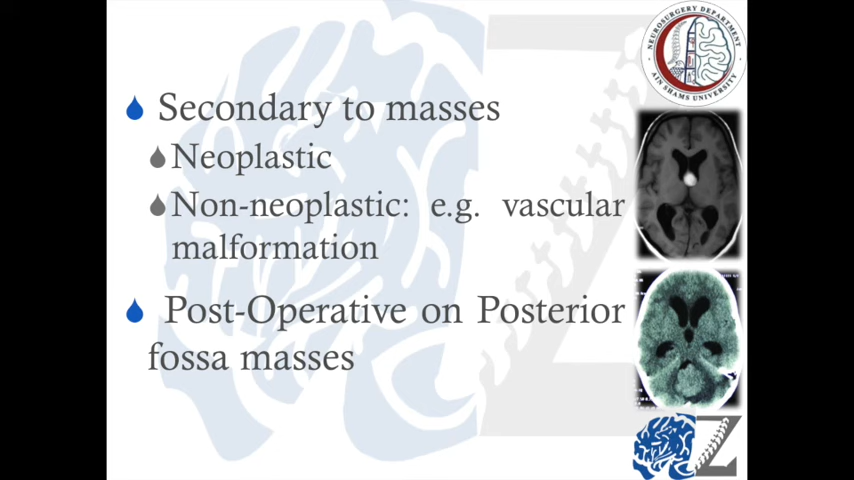 Secondary to masses
Neoplastic
Non-neoplastic: e.g. vascular
malformation
Post-Operative on Posterior
fossa masses
NEUROSURGERY DEPARTMENT
AIN SHAMS UNIVERSITY